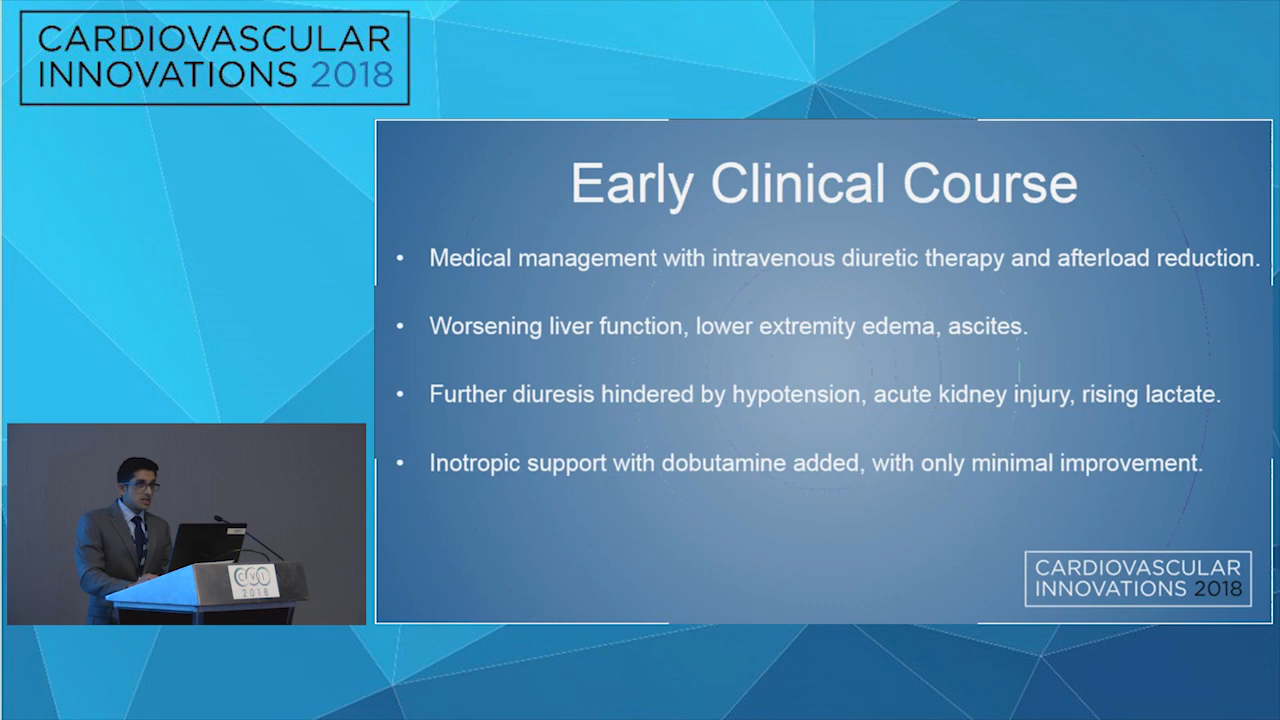 CARDIOVASCULAR
INNOVATIONS 2018
Early Clinical Course
• Medical management with intravenous diuretic therapy and afterload reduction.
• Worsening liver function, lower extremity edema, ascites.
• Further diuresis hindered by hypotension, acute kidney injury, rising lactate.
• Inotropic support with dobutamine added, with only minimal improvement.
CVI
2018
CARDIOVASCULAR
INNOVATIONS 2018